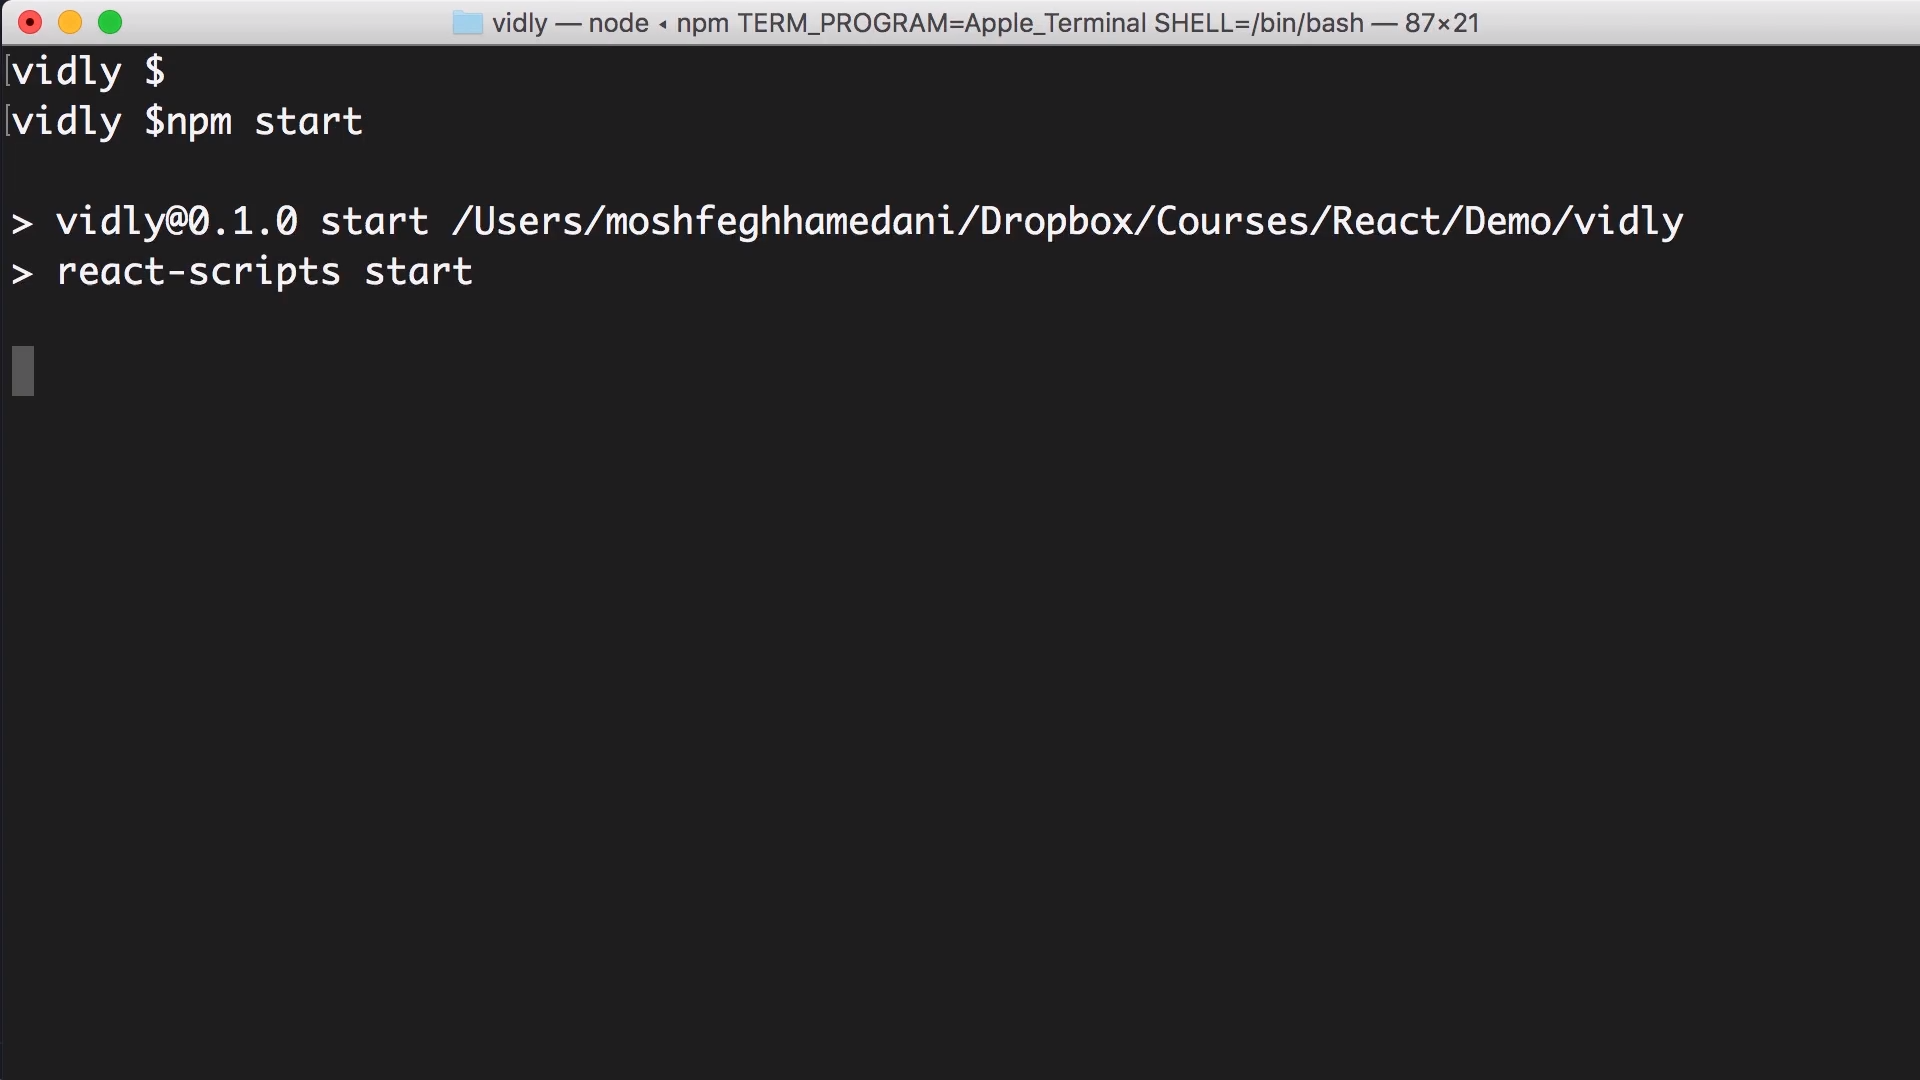 vidly — node ◂ npm TERM_PROGRAM=Apple_Terminal SHELL=/bin/bash — 87×21
[vidly $
[vidly $npm start
> vidly@0.1.0 start /Users/moshfeghhamedani/Dropbox/Courses/React/Demo/vidly
> react-scripts start